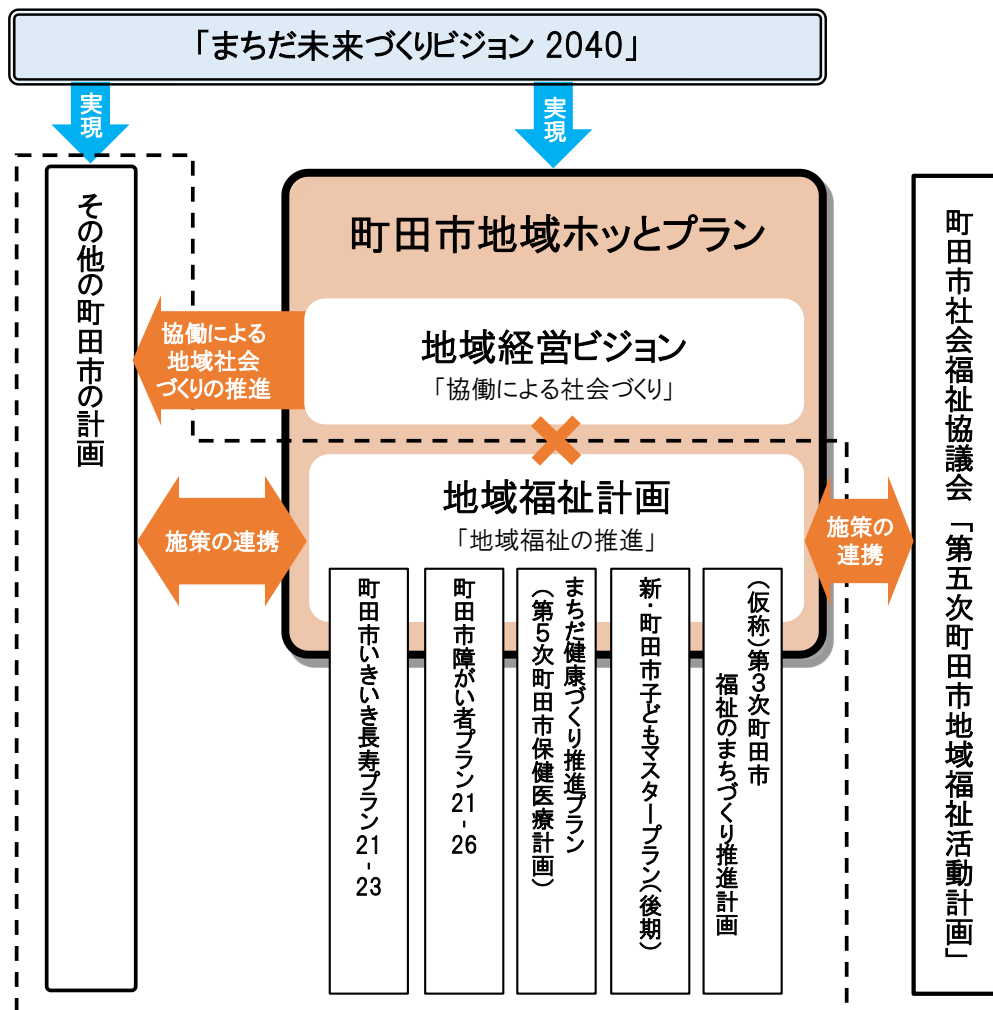 「まちだ未来づくりビジョン 2040」
実現
実現
その他の町田市の計画
町田市地域ホッとプラン
地域経営ビジョン
「協働による社会づくり」
協働による
地域社会
づくりの推進
地域福祉計画
「地域福祉の推進」
施策の連携
施策の
連携
町田市いきいき長寿プラン21-23
町田市障がい者プラン21-26
まちだ健康づくり推進プラン
(第5次町田市保健医療計画)
新・町田市子どもマスタープラン(後期)
(仮称)第3次町田市
福祉のまちづくり推進計画
町田市社会福祉協議会「第五次町田市地域福祉活動計画」